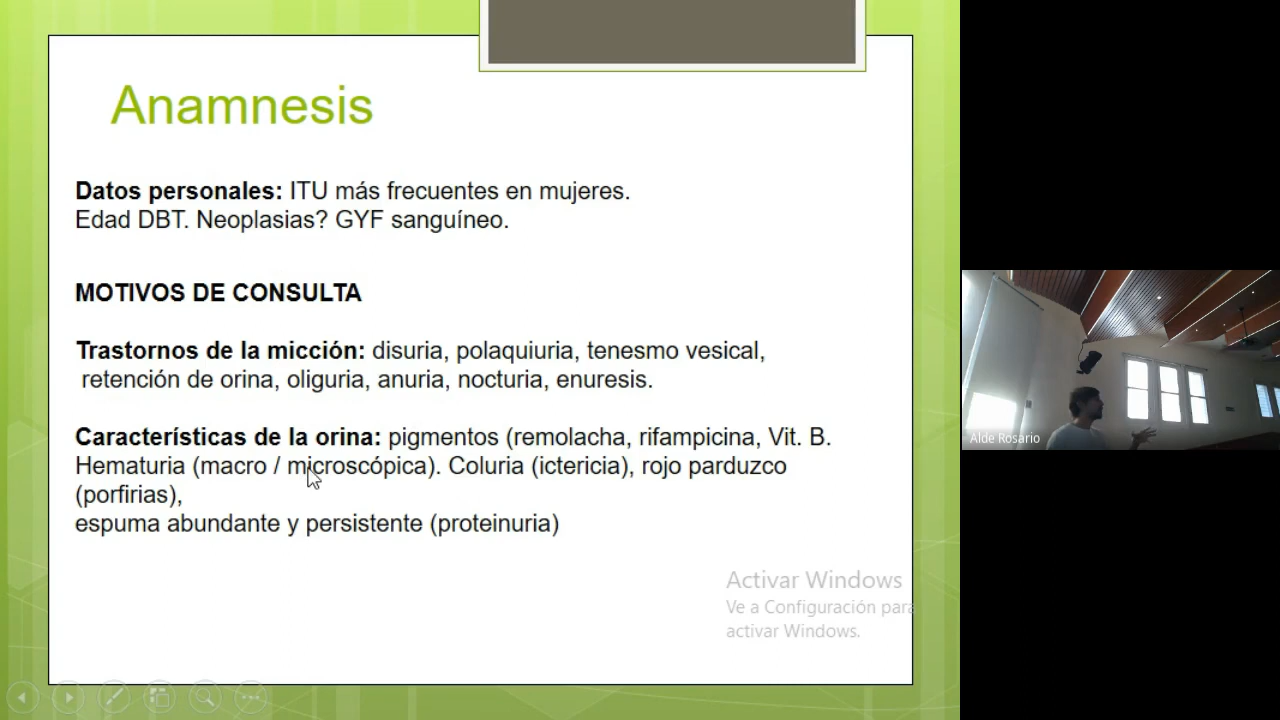 Anamnesis
Datos personales: ITU más frecuentes en mujeres.
Edad DBT. Neoplasias? GYF sanguíneo.
MOTIVOS DE CONSULTA
Trastornos de la micción: disuria, polaquiuria, tenesmo vesical,
retención de orina, oliguria, anuria, nocturia, enuresis.
Características de la orina: pigmentos (remolacha, rifampicina, Vit. B.
Hematuria (macro / microscópica). Coluria (ictericia), rojo parduzco
(porfirias),
espuma abundante y persistente (proteinuria)
Activar Windows
Ve a Configuración para
activar Windows.
Alde Rosario